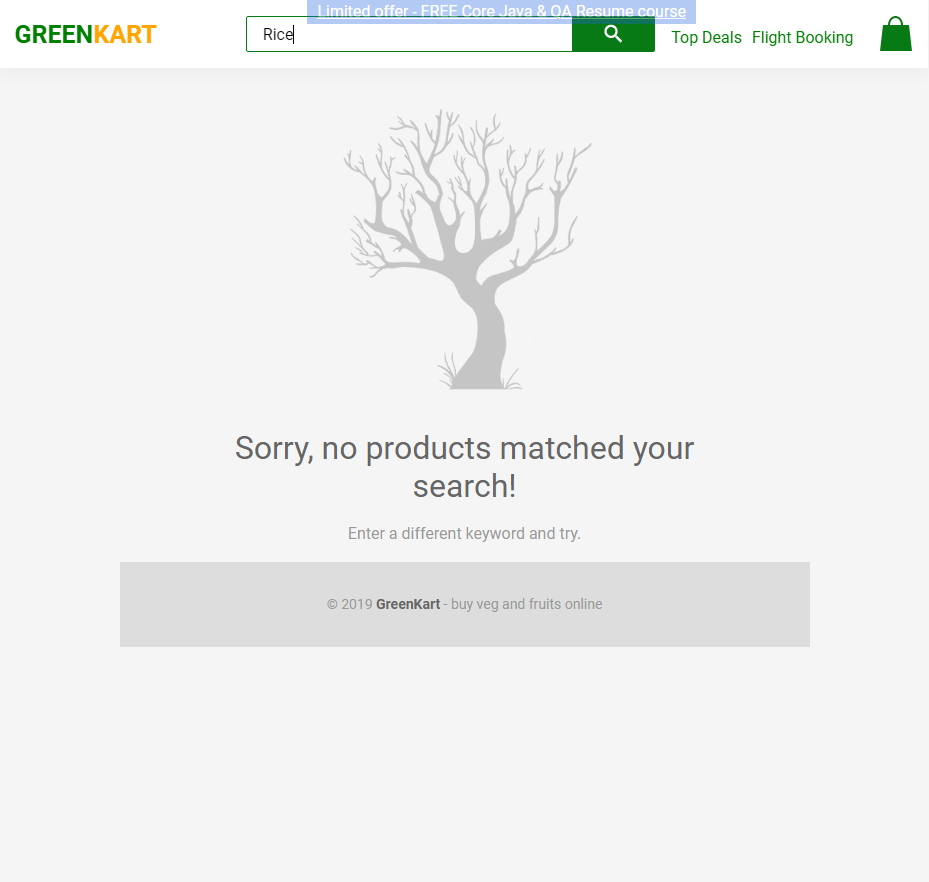 Limited offer - FREE Core Java & QA Resume course
GREENKART
Rice
Top Deals Flight Booking
Sorry, no products matched your
search!
Enter a different keyword and try.
© 2019 GreenKart - buy veg and fruits online